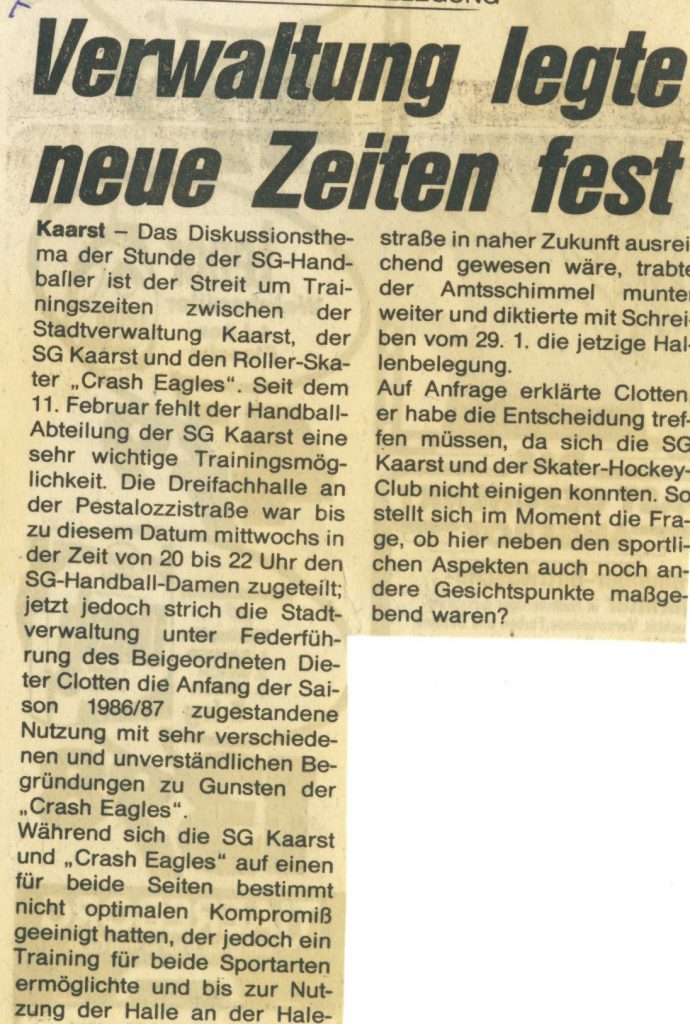 Verwaltung legte
neue Zeiten fest
Kaarst – Das Diskussionsthe-
ma der Stunde der SG-Hand-
baller ist der Streit um Trai-
ningszeiten zwischen der
Stadtverwaltung Kaarst, der
SG Kaarst und den Roller-Ska-
ter „Crash Eagles“. Seit dem
11. Februar fehlt der Handball-
Abteilung der SG Kaarst eine
sehr wichtige Trainingsmög-
lichkeit. Die Dreifachhalle an
der Pestalozzistraße war bis
zu diesem Datum mittwochs in
der Zeit von 20 bis 22 Uhr den
SG-Handball-Damen zugeteilt;
jetzt jedoch strich die Stadt-
verwaltung unter Federfüh-
rung des Beigeordneten Die-
ter Clotten die Anfang der Sai-
son 1986/87 zugestandene
Nutzung mit sehr verschiede-
nen und unverständlichen Be-
gründungen zu Gunsten der
„Crash Eagles“.
Während sich die SG Kaarst
und „Crash Eagles“ auf einen
für beide Seiten bestimmt
nicht optimalen Kompromiß
geeinigt hatten, der jedoch ein
Training für beide Sportarten
ermöglichte und bis zur Nut-
zung der Halle an der Hale-
straße in naher Zukunft ausrei
chend gewesen wäre, trabte
der Amtsschimmel munter
weiter und diktierte mit Schrei-
ben vom 29. 1. die jetzige Hal-
lenbelegung.
Auf Anfrage erklärte Clotten,
er habe die Entscheidung tref-
fen müssen, da sich die SG
Kaarst und der Skater-Hockey-
Club nicht einigen konnten. So
stellt sich im Moment die Fra-
ge, ob hier neben den sportli-
chen Aspekten auch noch an-
dere Gesichtspunkte maßge-
bend waren?